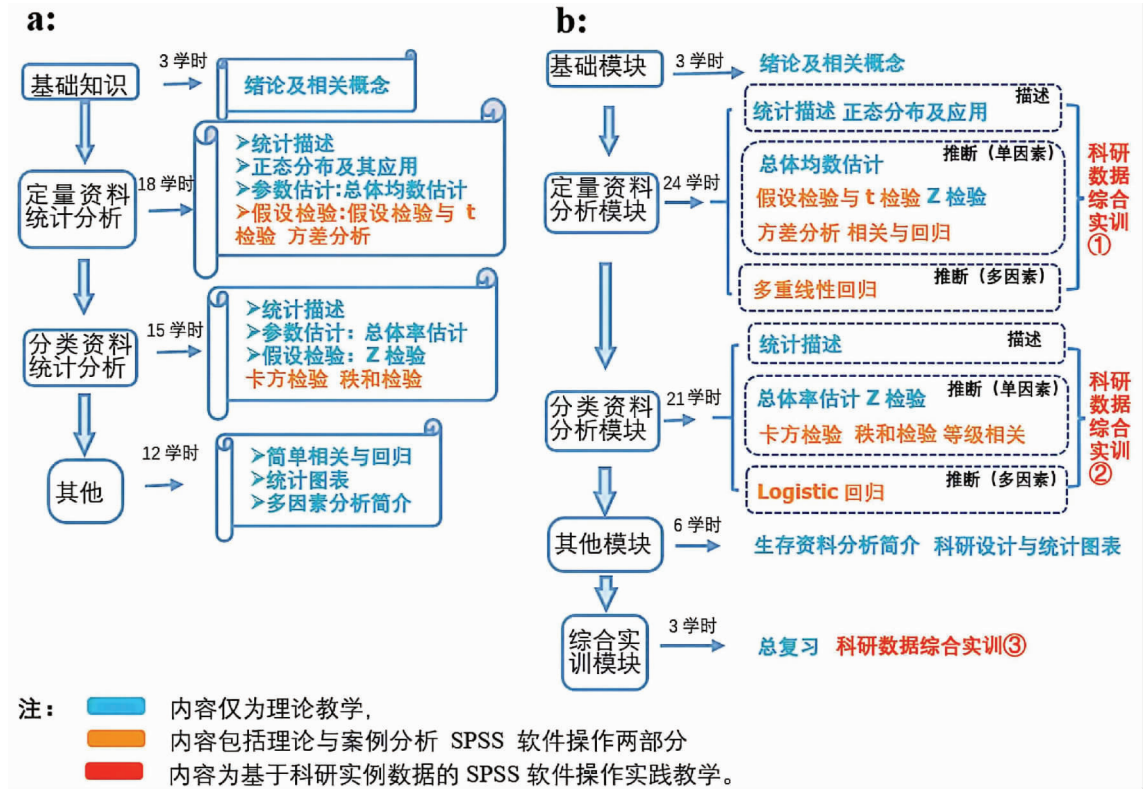 a:
基础知识
3 学时
绪论及相关概念
定量资料
统计分析
18 学时
➢统计描述
➢正态分布及其应用
➢参数估计:总体均数估计
➢假设检验:假设检验与 t
检验 方差分析
分类资料
统计分析
15 学时
➢统计描述
➢参数估计：总体率估计
➢假设检验：Z 检验
卡方检验 秩和检验
其他
12 学时
➢简单相关与回归
➢统计图表
➢多因素分析简介
b:
基础模块
3 学时
绪论及相关概念
定量资料
分析模块
24 学时
描述
统计描述 正态分布及应用
推断（单因素）
总体均数估计
假设检验与 t 检验 Z 检验
方差分析 相关与回归
推断（多因素）
多重线性回归
科研
数据
综合
实训
①
分类资料
分析模块
21 学时
描述
统计描述
推断（单因素）
总体率估计 Z 检验
卡方检验 秩和检验 等级相关
推断（多因素）
Logistic 回归
科研
数据
综合
实训
②
其他模块
6 学时
生存资料分析简介 科研设计与统计图表
综合实
训模块
3 学时
总复习 科研数据综合实训③
注：
内容仅为理论教学,
内容包括理论与案例分析 SPSS 软件操作两部分
内容为基于科研实例数据的 SPSS 软件操作实践教学。